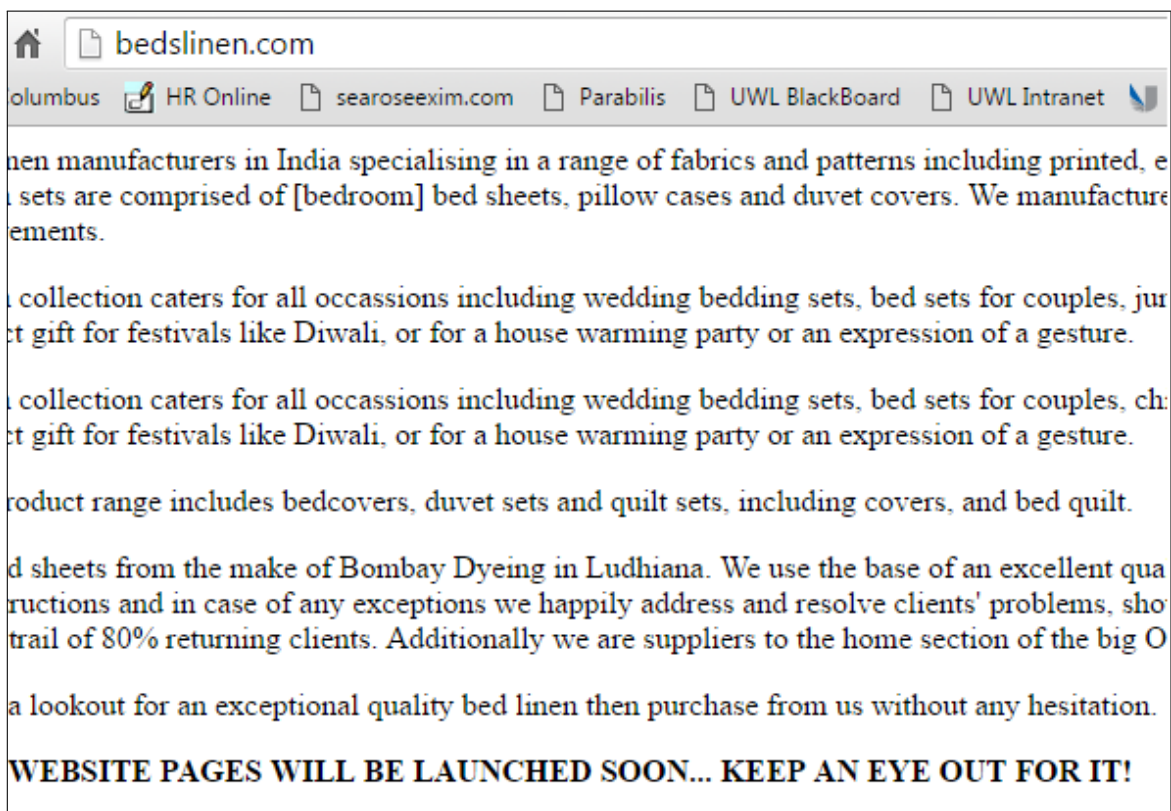 bedslinen.com
olumbus HR Online searoseexim.com Parabilis UWL BlackBoard UWL Intranet
men manufacturers in India specialising in a range of fabrics and patterns including printed, e
sets are comprised of [bedroom] bed sheets, pillow cases and duvet covers. We manufacture
ements.
collection caters for all occassions including wedding bedding sets, bed sets for couples, jun
ct gift for festivals like Diwali, or for a house warming party or an expression of a gesture.
collection caters for all occassions including wedding bedding sets, bed sets for couples, chi
ct gift for festivals like Diwali, or for a house warming party or an expression of a gesture.
roduct range includes bedcovers, duvet sets and quilt sets, including covers, and bed quilt.
d sheets from the make of Bombay Dyeing in Ludhiana. We use the base of an excellent qua
ructions and in case of any exceptions we happily address and resolve clients' problems, sho
trail of 80% returning clients. Additionally we are suppliers to the home section of the big O
a lookout for an exceptional quality bed linen then purchase from us without any hesitation.
WEBSITE PAGES WILL BE LAUNCHED SOON... KEEP AN EYE OUT FOR IT!